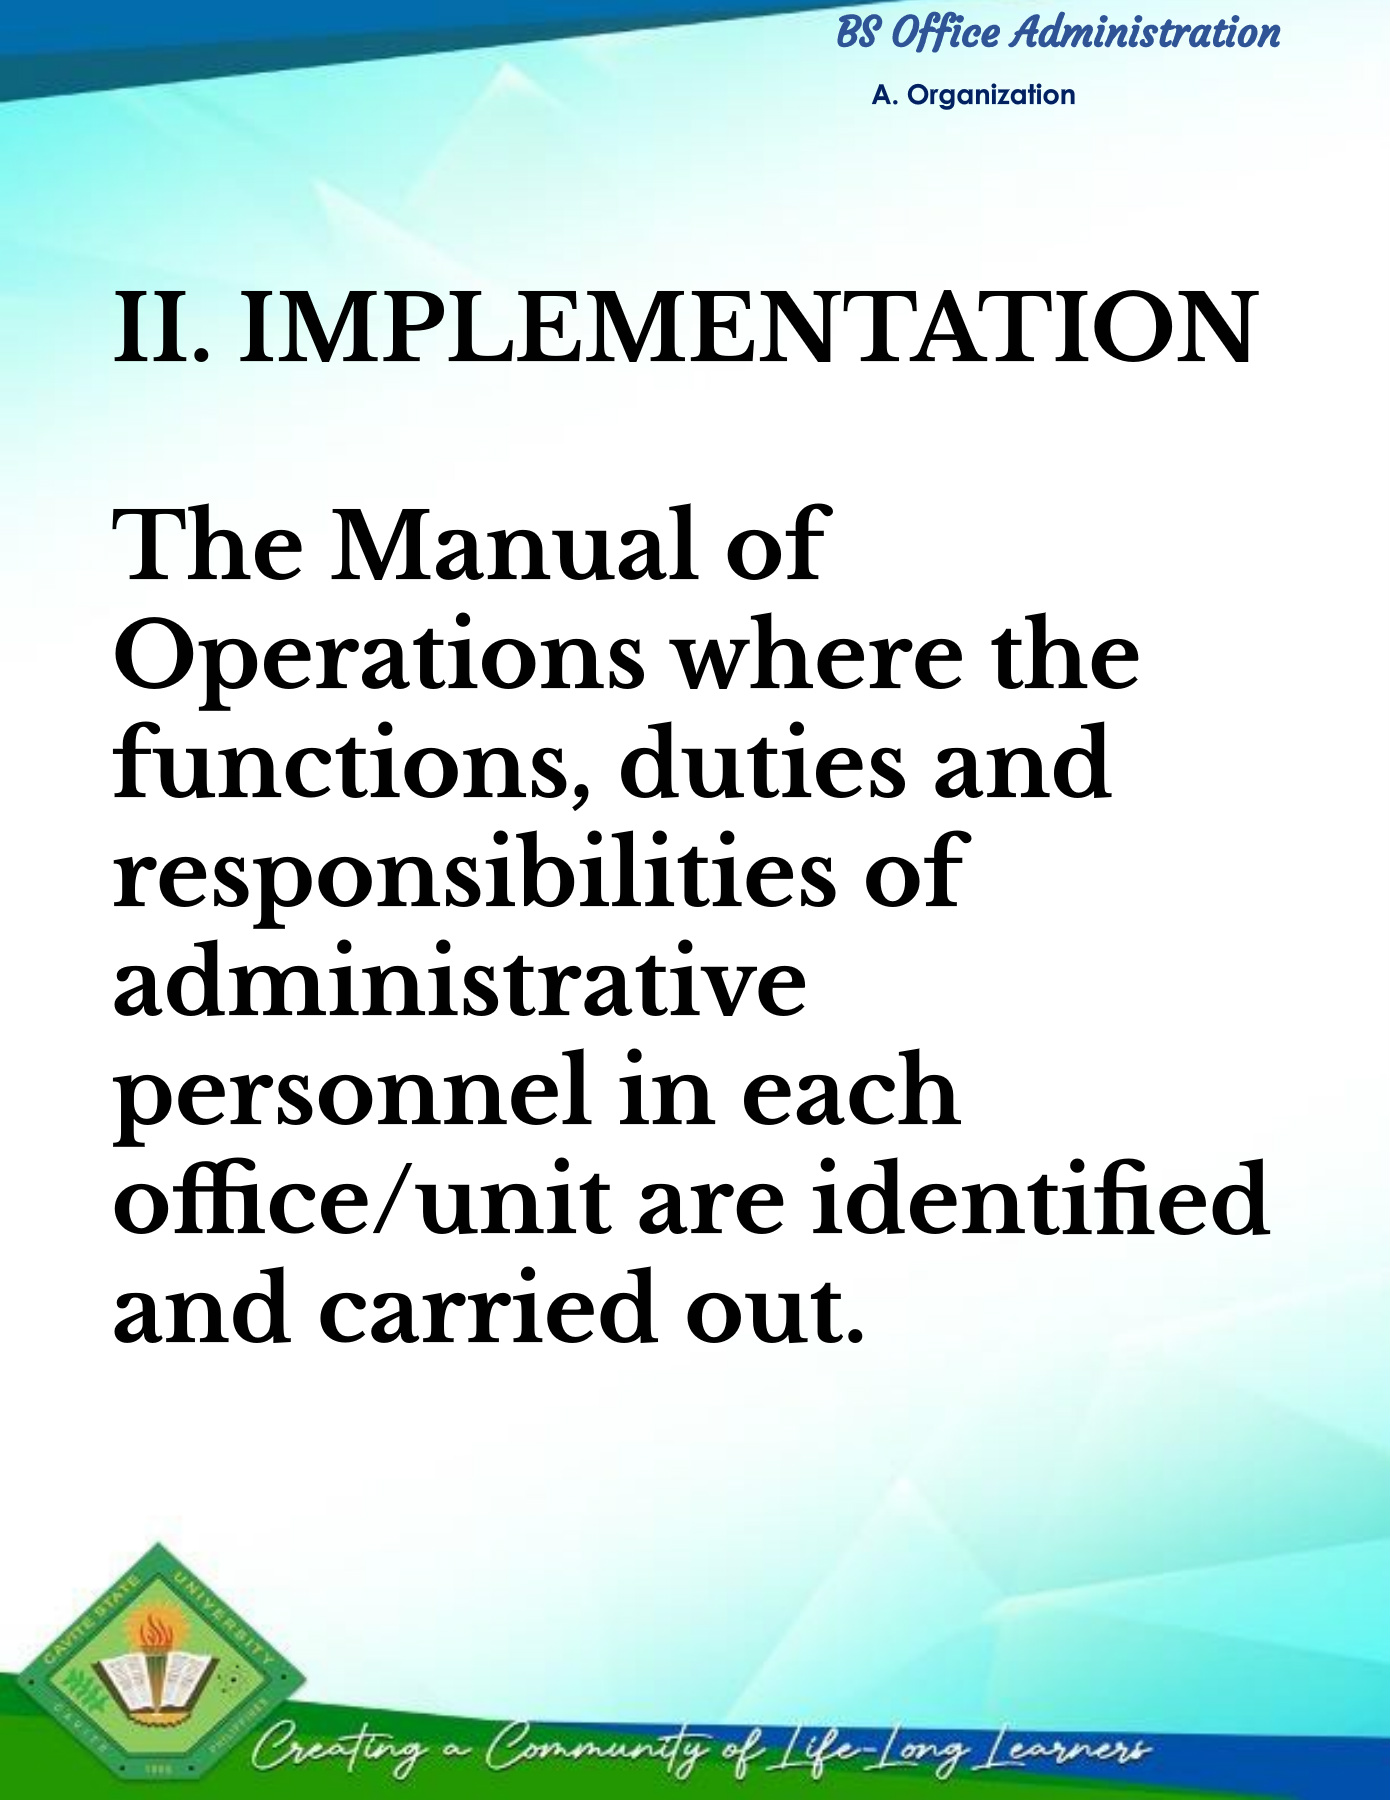 BS Office Administration
A. Organization
II. IMPLEMENTATION
The Manual of
Operations where the
functions, duties and
responsibilities of
administrative
personnel in each
office/unit are identified
and carried out.
CAVITE STATE UNIVERSITY
CAVITE
PHILIPPINES
1906
Creating a Community of Life-Long Learners